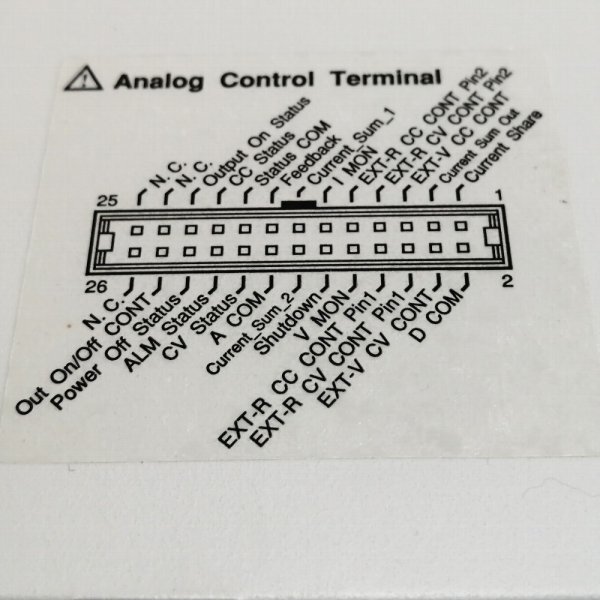 Analog Control Terminal
N. C.
N. C.
Output On Status
CC Status
Status COM
Feedback
Current_Sum_1
I MON
EXT-R CC CONT Pin2
EXT-R CV CONT Pin2
EXT-V CC CONT
Current Sum Out
Current Share
25
1
26
2
N. C.
Out On/Off CONT
Power Off Status
ALM Status
CV Status
A COM
Current_Sum_2
Shutdown
V MON
EXT-R CC CONT Pin1
EXT-R CV CONT Pin1
EXT-V CV CONT
D COM